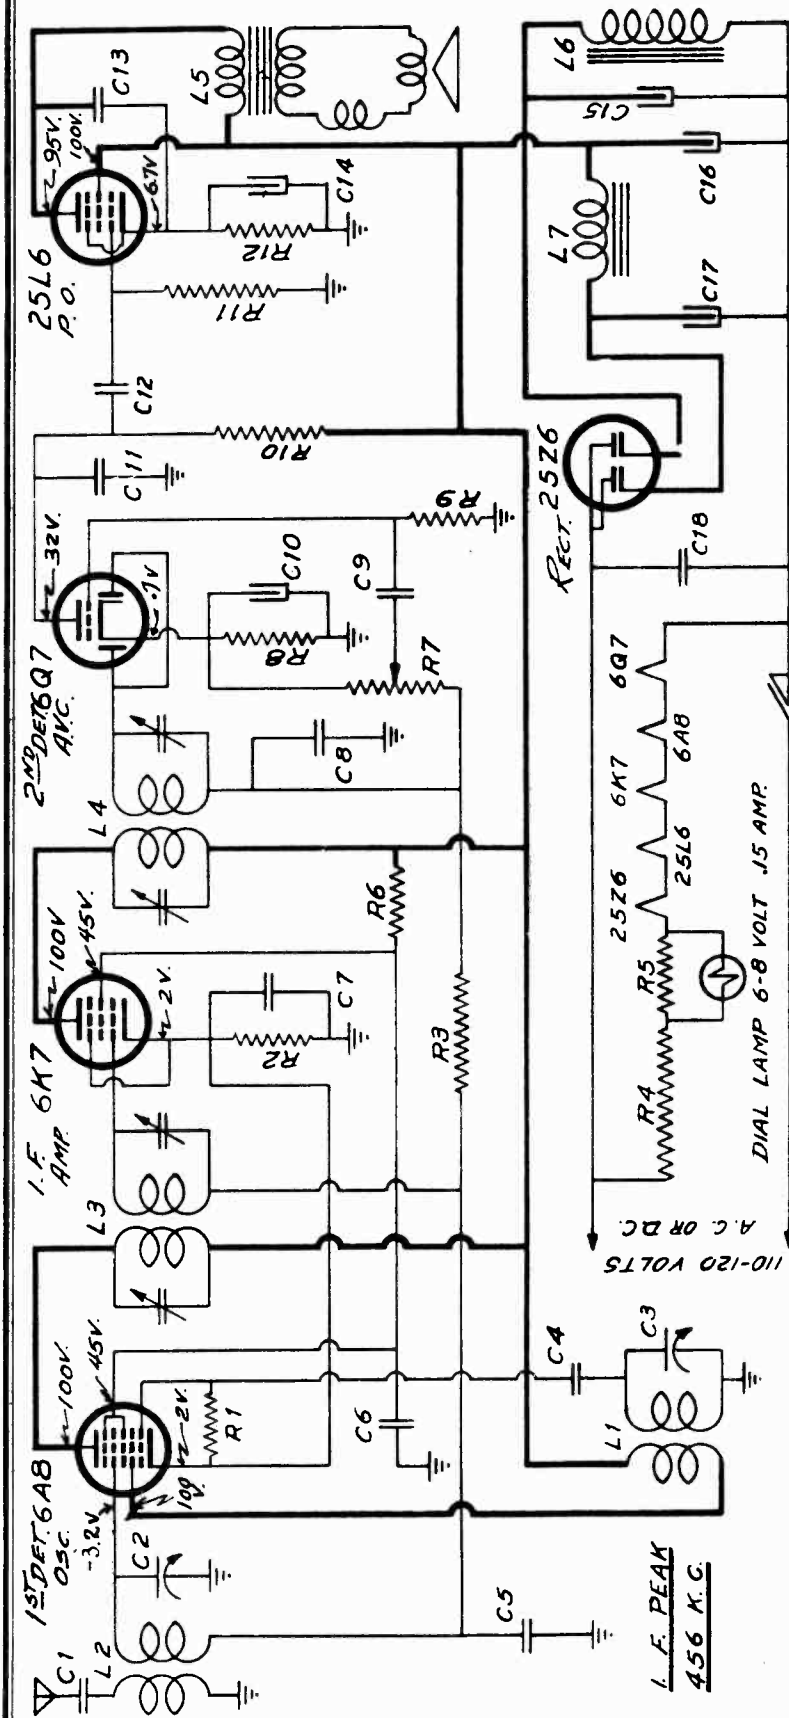 1ST DET. 6A8
OSC.
I.F. 6K7
AMP.
2ND DET. 6Q7
A.V.C.
25L6
P.O.
C1
L2
C2
-3.2V
100V.
45V.
100
V.
2V.
R1
L3
100V
45V.
2V.
R2
C7
L4
32V.
.7V
R8
C10
C11
C12
R10
R11
95V.
100V.
6.7V
R12
C14
C13
L5
C5
C6
R3
R6
C8
R7
C9
R9
I.F. PEAK
456 K.C.
L1
C4
C3
110-120 VOLTS
A.C. OR D.C.
R4
R5
25Z6
25L6
6K7
6A8
6Q7
DIAL LAMP 6-8 VOLT .15 AMP.
C18
RECT. 25Z6
C17
L7
C16
C15
L6